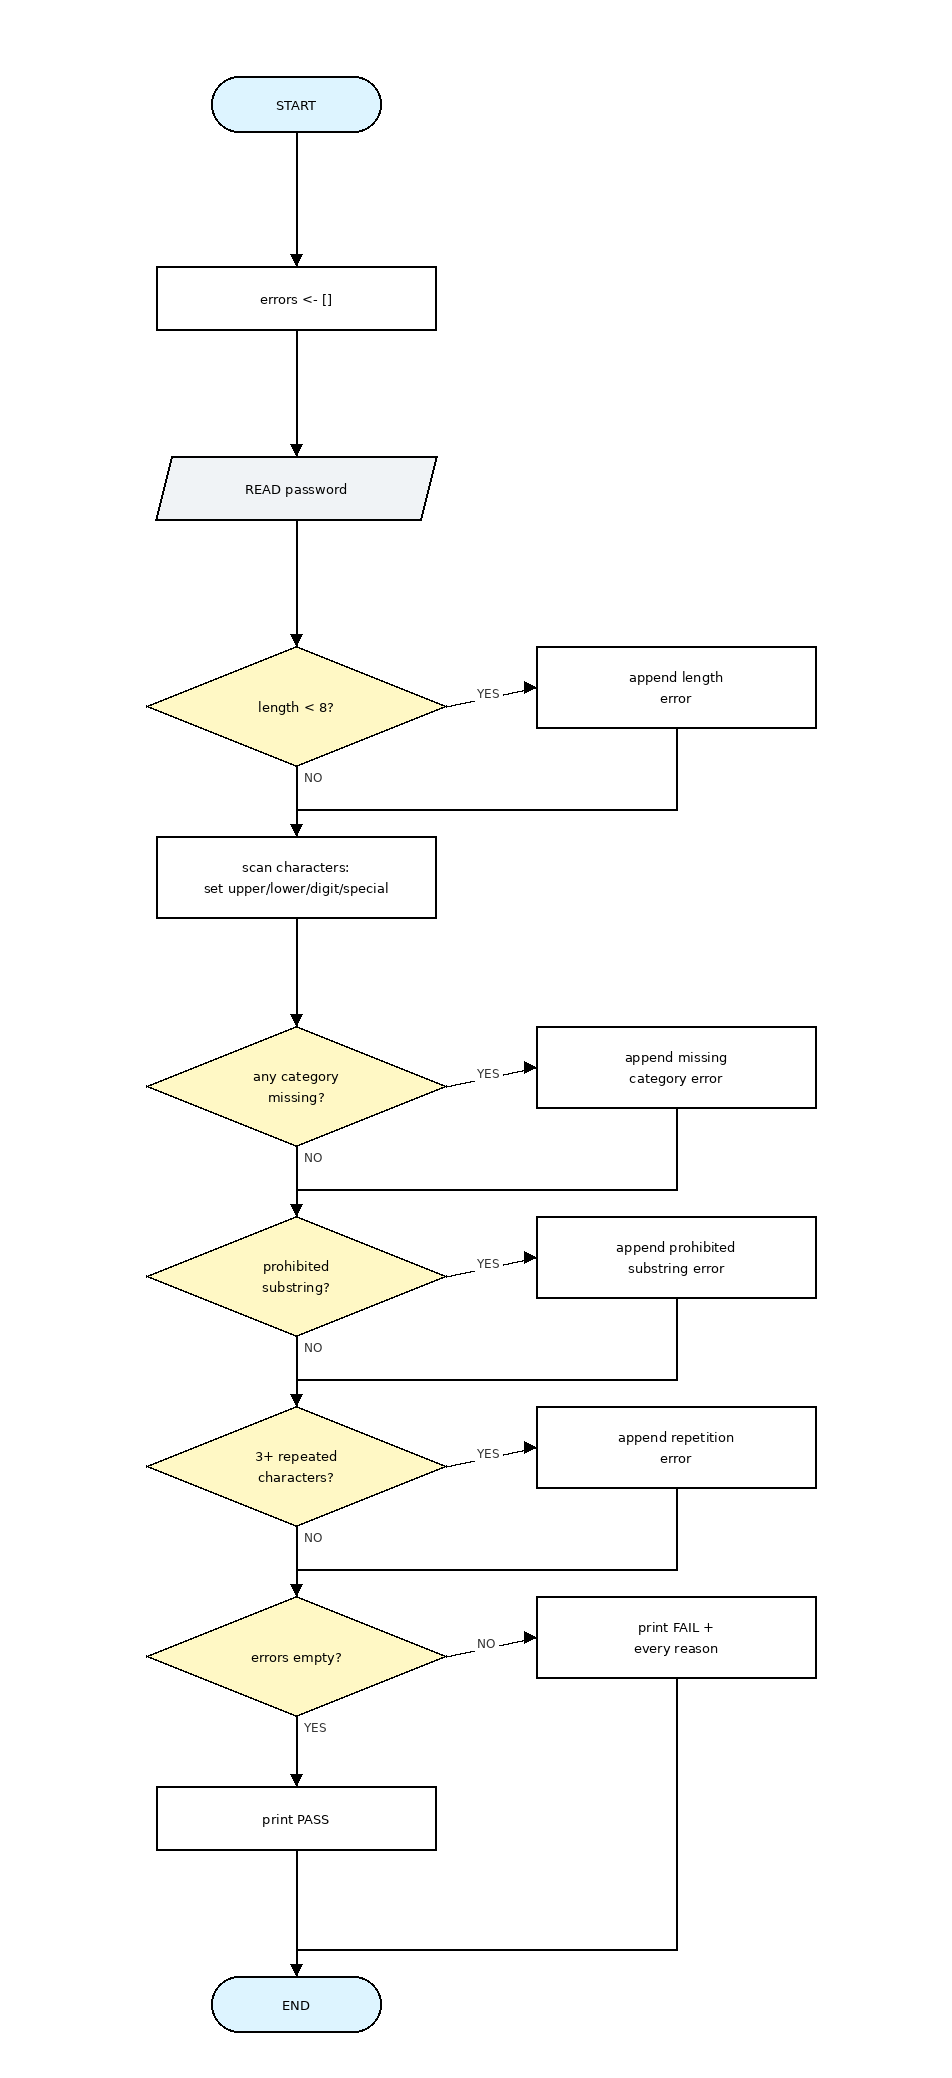 START
errors <- []
READ password
length < 8?
YES
append length
error
NO
scan characters:
set upper/lower/digit/special
any category
missing?
YES
append missing
category error
NO
prohibited
substring?
YES
append prohibited
substring error
NO
3+ repeated
characters?
YES
append repetition
error
NO
errors empty?
NO
print FAIL +
every reason
YES
print PASS
END